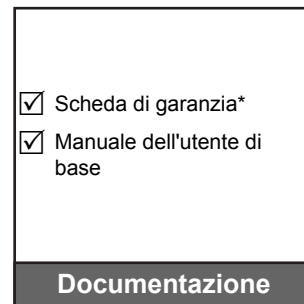 Scheda di garanzia*
Manuale dell'utente di
base
Documentazione